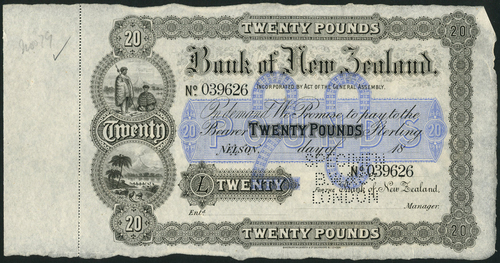 TWENTY POUNDS
20
20
No 19
Bank of New Zealand.
INCORPORATED BY ACT OF THE GENERAL ASSEMBLY.
No 039626
On demand We Promise to pay to the
20 Bearer TWENTY POUNDS Sterling 20
Twenty
NELSON, day of 18
SPECIMEN
No 039626
£ TWENTY
For the Bank of New Zealand.
LONDON
Entd.
Manager.
20
20
TWENTY POUNDS